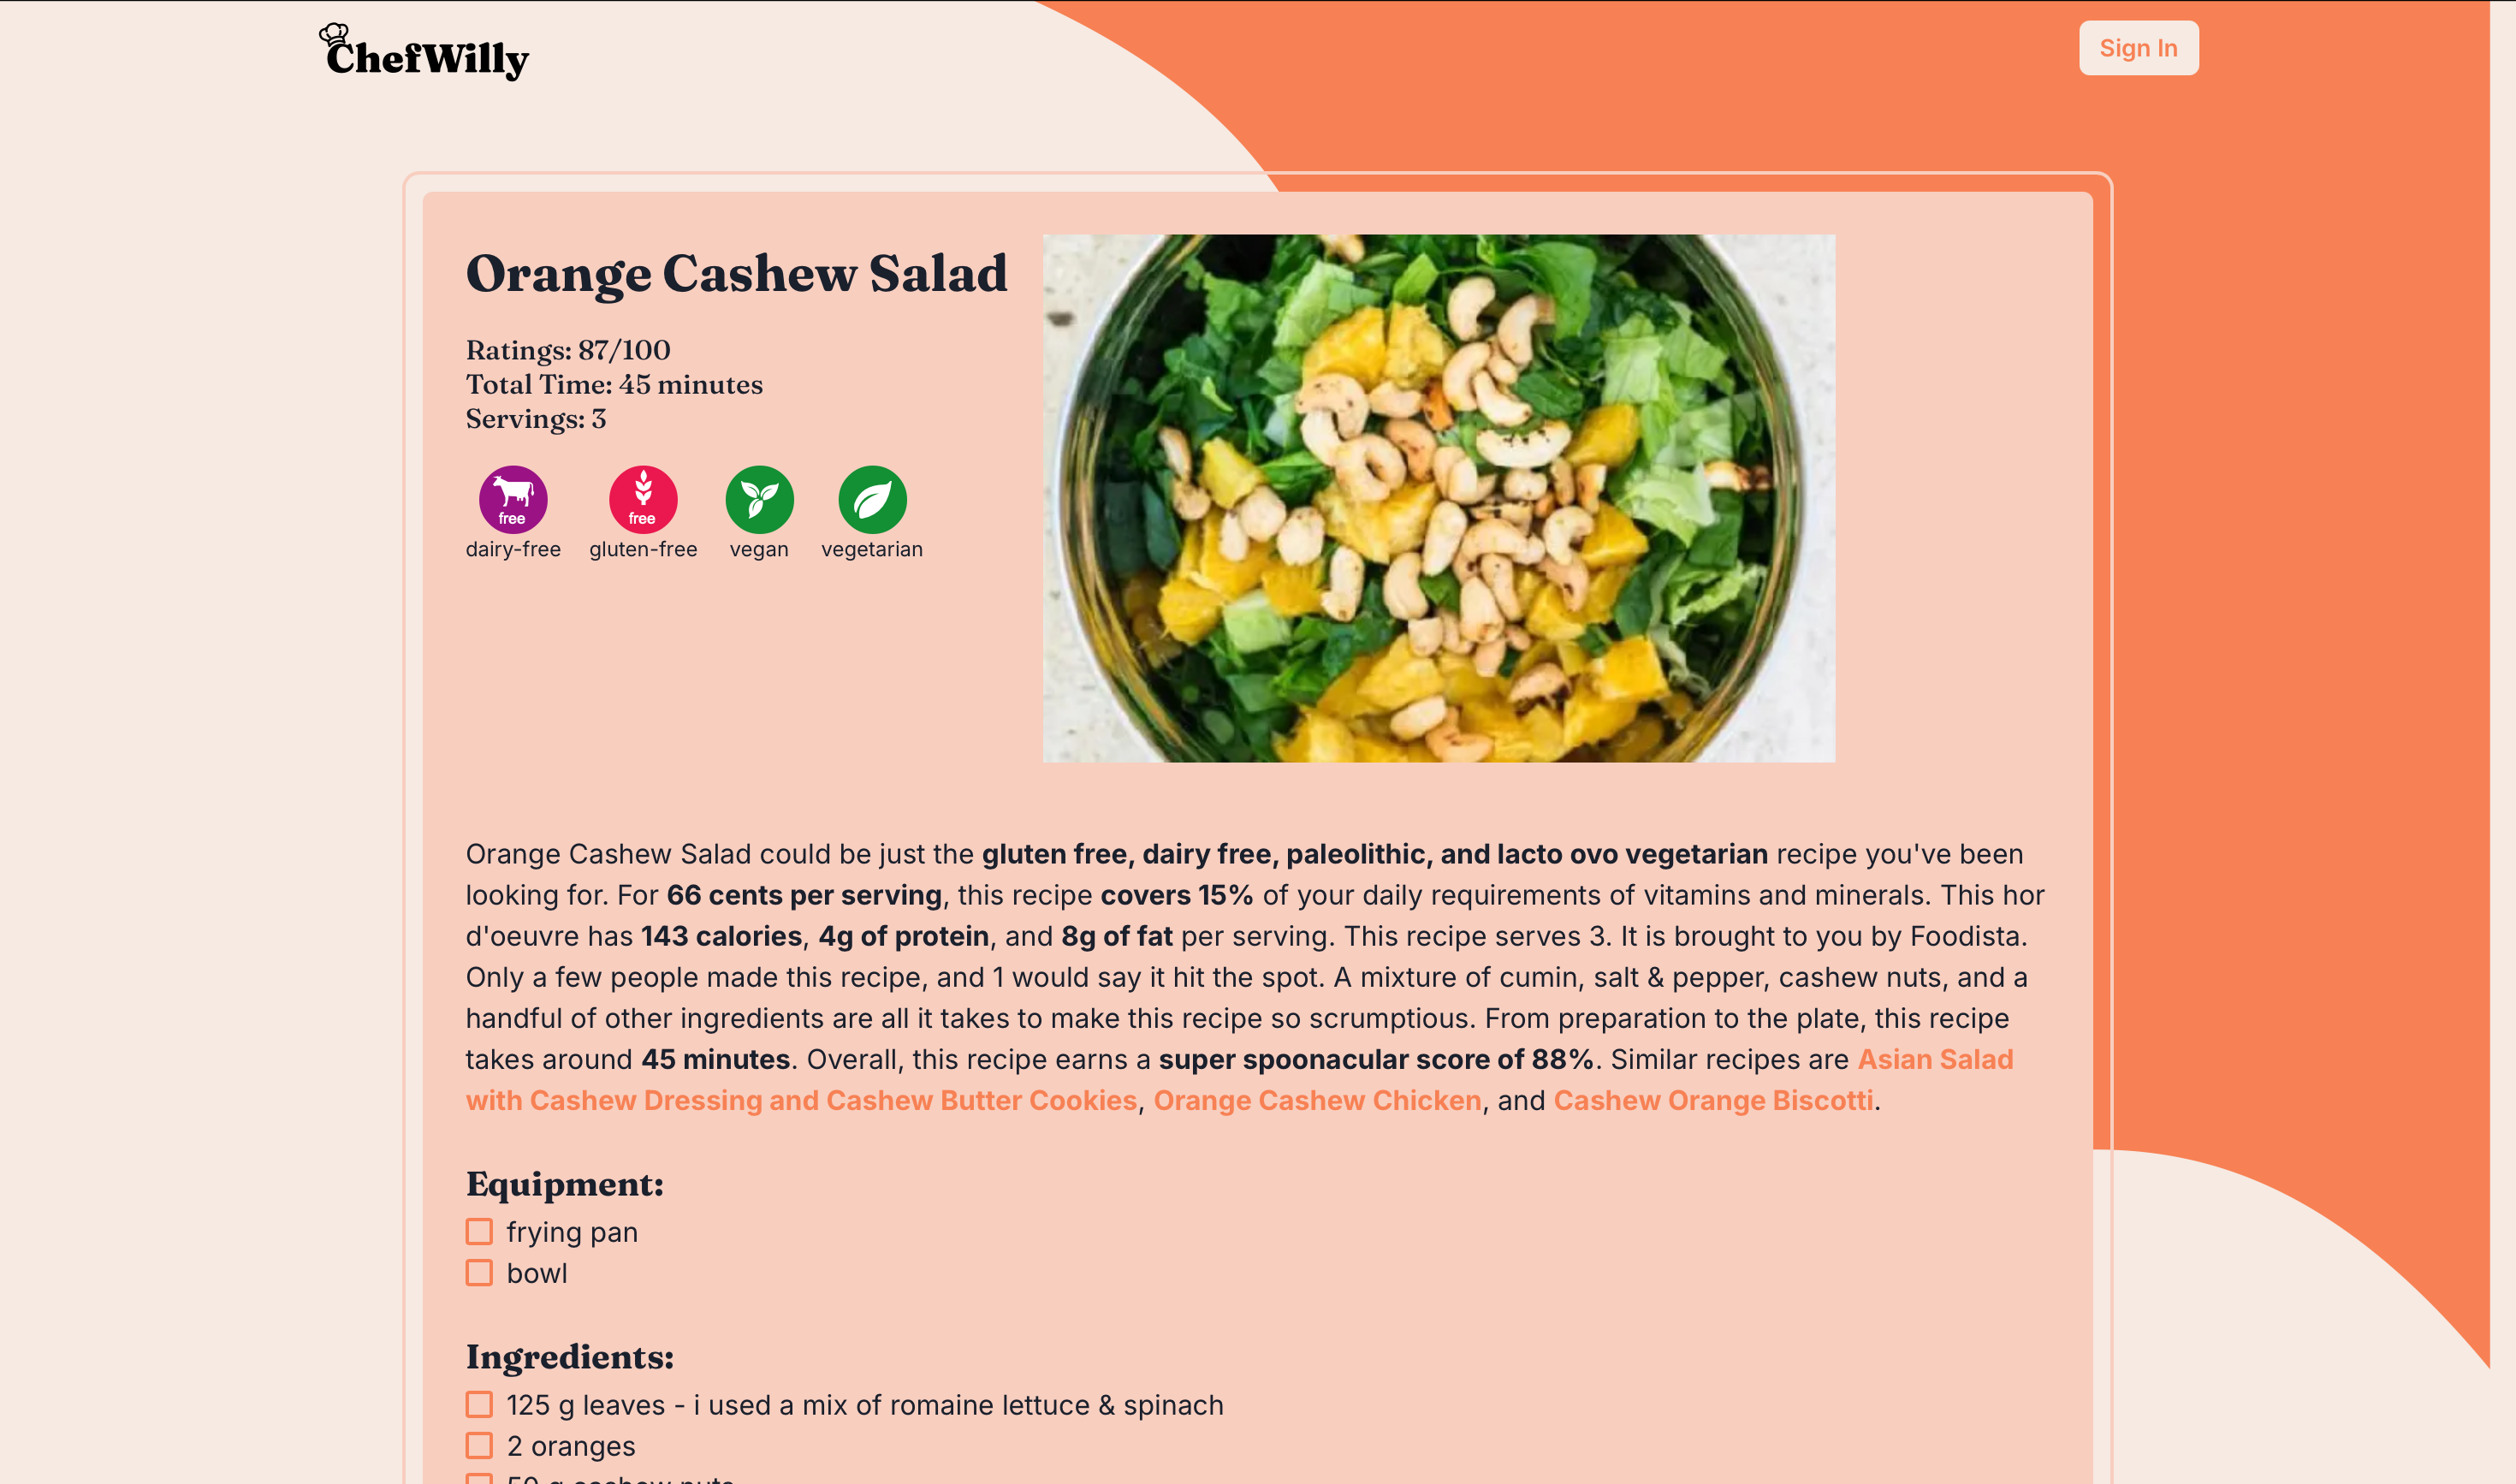 ChefWilly
Sign In
Orange Cashew Salad
Ratings: 87/100
Total Time: 45 minutes
Servings: 3
free free
dairy-free gluten-free vegan vegetarian
Orange Cashew Salad could be just the gluten free, dairy free, paleolithic, and lacto ovo vegetarian recipe you've been
looking for. For 66 cents per serving, this recipe covers 15% of your daily requirements of vitamins and minerals. This hor
d'oeuvre has 143 calories, 4g of protein, and 8g of fat per serving. This recipe serves 3. It is brought to you by Foodista.
Only a few people made this recipe, and 1 would say it hit the spot. A mixture of cumin, salt & pepper, cashew nuts, and a
handful of other ingredients are all it takes to make this recipe so scrumptious. From preparation to the plate, this recipe
takes around 45 minutes. Overall, this recipe earns a super spoonacular score of 88%. Similar recipes are Asian Salad
with Cashew Dressing and Cashew Butter Cookies, Orange Cashew Chicken, and Cashew Orange Biscotti.
Equipment:
frying pan
bowl
Ingredients:
125 g leaves - i used a mix of romaine lettuce & spinach
2 oranges
50 g cashew nuts